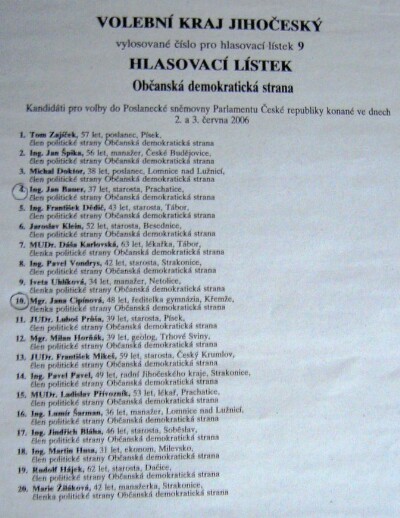 VOLEBNÍ KRAJ JIHOČESKÝ
vylosované číslo pro hlasovací lístek 9
HLASOVACÍ LÍSTEK
Občanská demokratická strana
Kandidáti pro volby do Poslanecké sněmovny Parlamentu České republiky konané ve dnech
2. a 3. června 2006
1. Tom Zajíček, 57 let, poslanec, Písek,
člen politické strany Občanská demokratická strana
2. Ing. Jan Špika, 56 let, manažer, České Budějovice,
člen politické strany Občanská demokratická strana
3. Michal Doktor, 38 let, poslanec, Lomnice nad Lužnicí,
člen politické strany Občanská demokratická strana
4. Ing. Jan Bauer, 37 let, starosta, Prachatice,
člen politické strany Občanská demokratická strana
5. Ing. František Dědič, 43 let, starosta, Tábor,
člen politické strany Občanská demokratická strana
6. Jaroslav Klein, 52 let, starosta, Besednice,
člen politické strany Občanská demokratická strana
7. MUDr. Dáša Karlovská, 63 let, lékařka, Tábor,
členka politické strany Občanská demokratická strana
8. Ing. Pavel Vondrys, 42 let, starosta, Strakonice,
člen politické strany Občanská demokratická strana
9. Iveta Uhlíková, 34 let, manažer, Netolice,
členka politické strany Občanská demokratická strana
10. Mgr. Jana Cipínová, 48 let, ředitelka gymnázia, Křemže,
členka politické strany Občanská demokratická strana
11. JUDr. Luboš Průša, 39 let, starosta, Písek,
člen politické strany Občanská demokratická strana
12. Mgr. Milan Horňák, 39 let, geolog, Trhové Sviny,
člen politické strany Občanská demokratická strana
13. JUDr. František Mikeš, 59 let, starosta, Český Krumlov,
člen politické strany Občanská demokratická strana
14. Ing. Pavel Pavel, 49 let, radní Jihočeského kraje, Strakonice,
člen politické strany Občanská demokratická strana
15. MUDr. Ladislav Přívozník, 53 let, lékař, Prachatice,
člen politické strany Občanská demokratická strana
16. Ing. Lumír Šarman, 36 let, manažer, Lomnice nad Lužnicí,
člen politické strany Občanská demokratická strana
17. Ing. Jindřich Bláha, 46 let, starosta, Soběslav,
člen politické strany Občanská demokratická strana
18. Ing. Martin Husa, 31 let, ekonom, Milevsko,
člen politické strany Občanská demokratická strana
19. Rudolf Hájek, 62 let, starosta, Dačice,
člen politické strany Občanská demokratická strana
20. Marie Žiláková, 42 let, manažerka, Strakonice,
členka politické strany Občanská demokratická strana